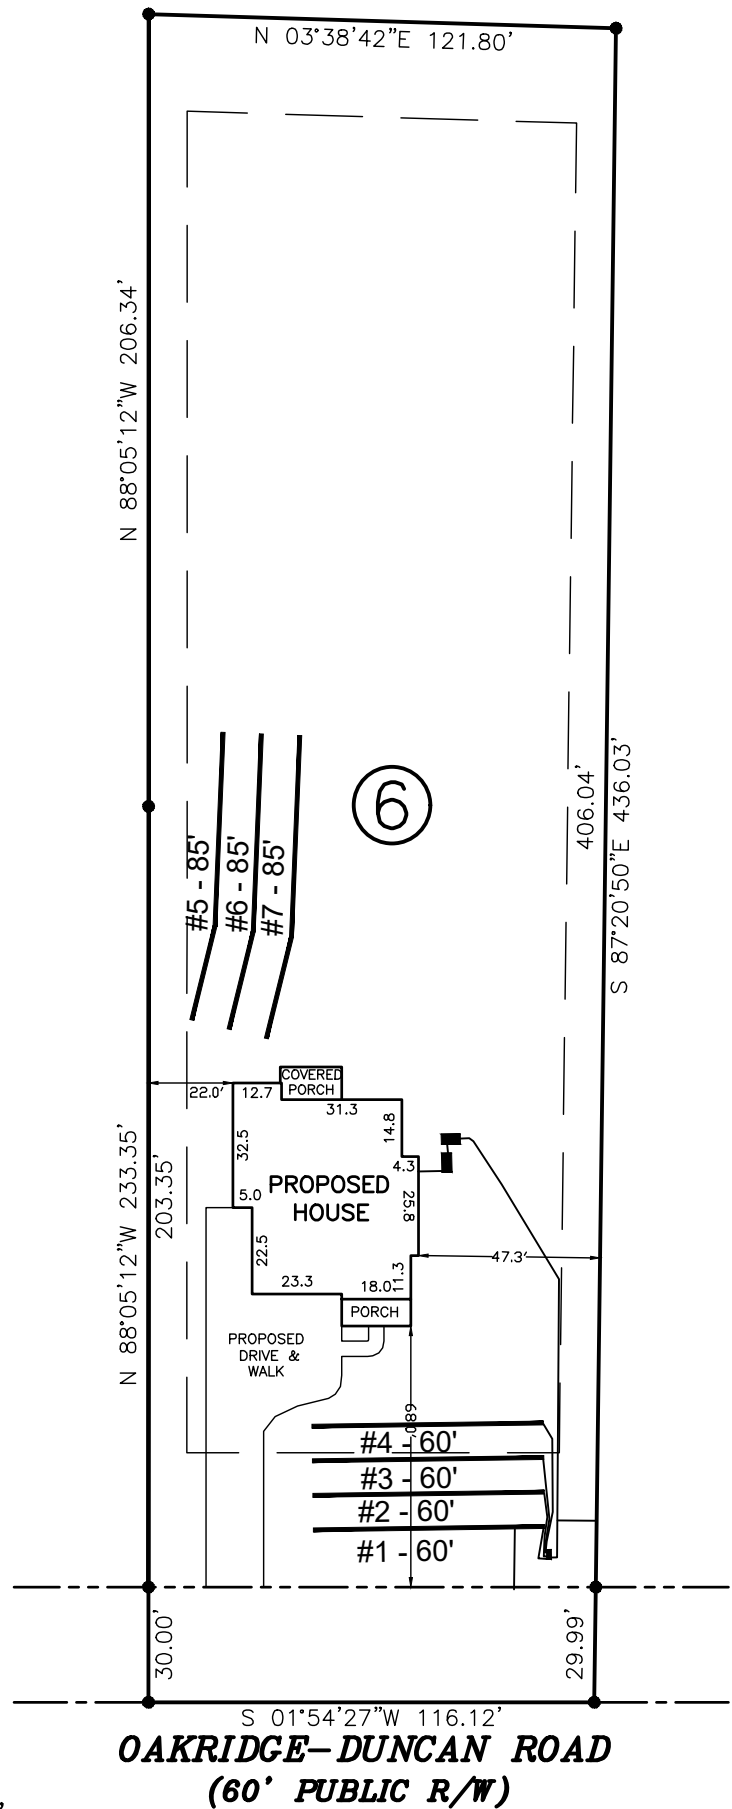 N 03°38'42"E 121.80'
N 88°05'12"W 206.34'
6
#5 - 85'
#6 - 85'
#7 - 85'
406.04'
S 87°20'50"E 436.03'
COVERED
PORCH
22.0'
12.7
31.3
14.8
32.5
4.3
PROPOSED
HOUSE
5.0
25.8
N 88°05'12"W 233.35'
203.35'
22.5
47.3'
23.3
18.0
11.3
PORCH
PROPOSED
DRIVE &
WALK
68.0'
#4 - 60'
#3 - 60'
#2 - 60'
#1 - 60'
30.00'
29.99'
S 01°54'27"W 116.12'
OAKRIDGE-DUNCAN ROAD
(60' PUBLIC R/W)